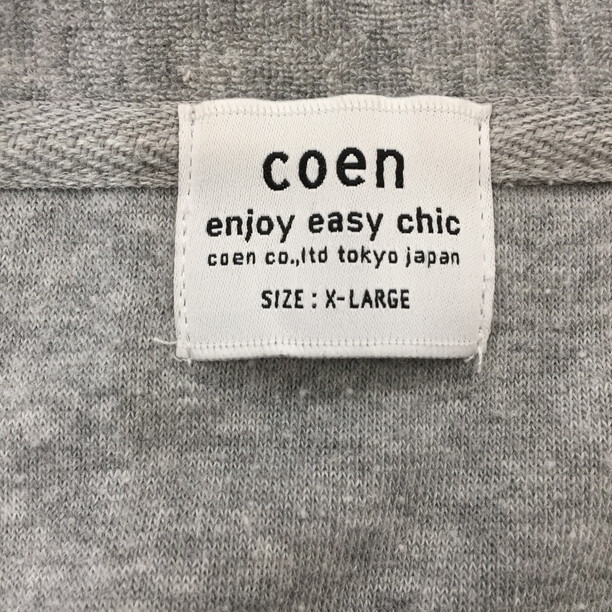 coen
enjoy easy chic
coen co.,ltd tokyo japan
SIZE : X-LARGE